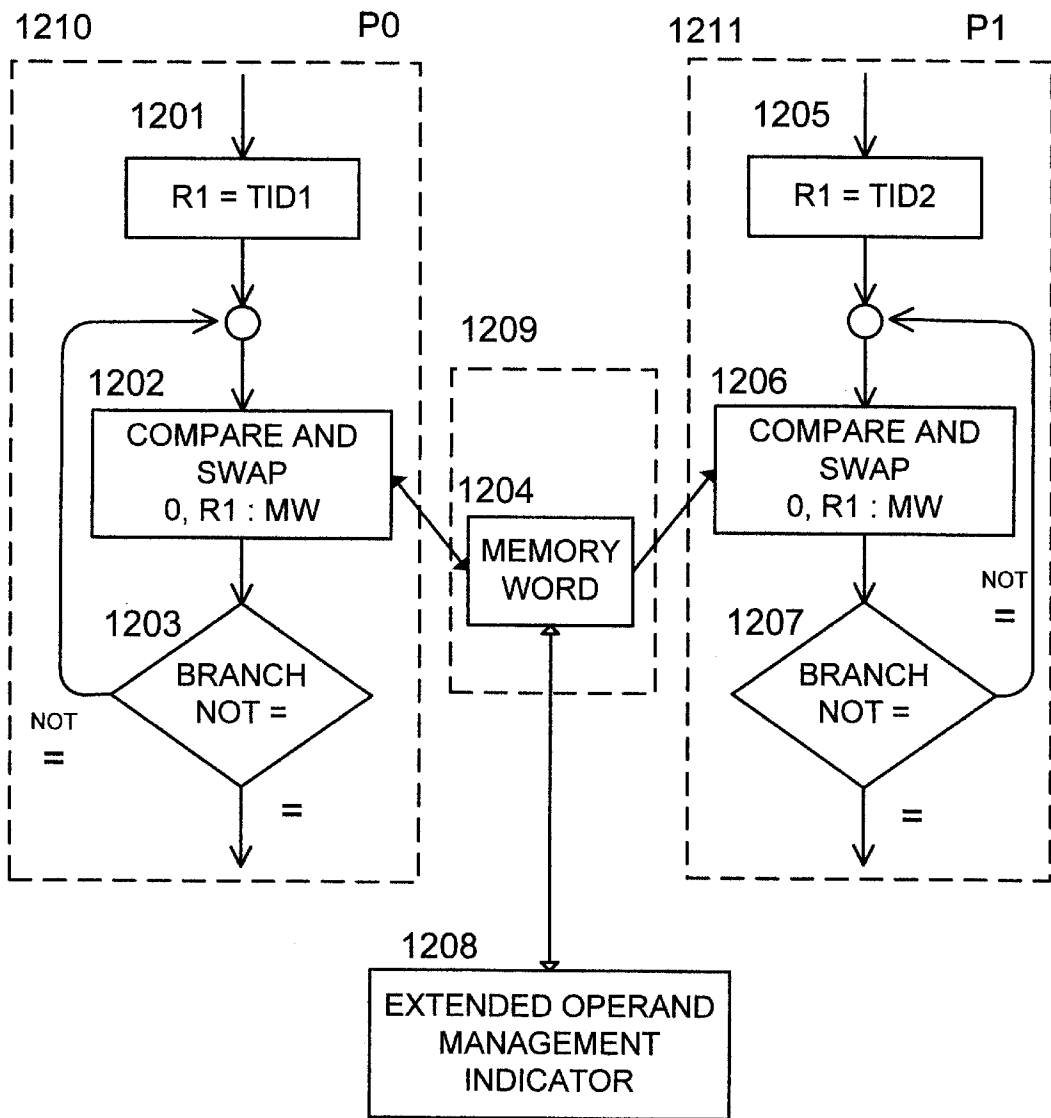 1210
P0
1211
P1
1201
R1 = TID1
1205
R1 = TID2
1209
1202
COMPARE AND
SWAP
0, R1 : MW
1206
COMPARE AND
SWAP
0, R1 : MW
1204
MEMORY
WORD
1203
BRANCH
NOT =
NOT
=
=
1207
BRANCH
NOT =
NOT
=
=
1208
EXTENDED OPERAND
MANAGEMENT
INDICATOR